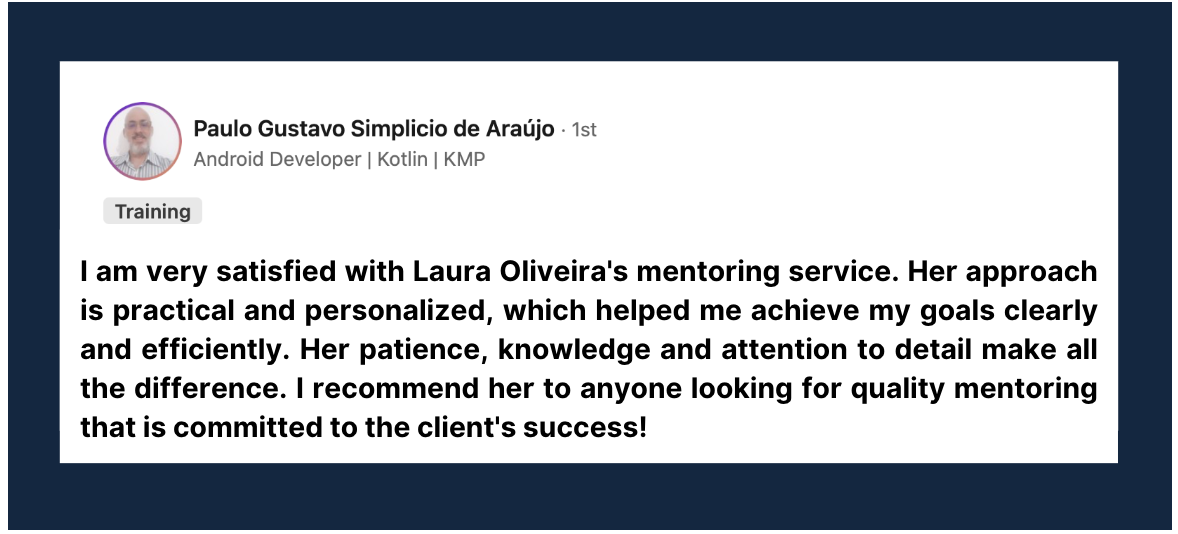 Paulo Gustavo Simplicio de Araújo · 1st
Android Developer | Kotlin | KMP
Training
I am very satisfied with Laura Oliveira's mentoring service. Her approach
is practical and personalized, which helped me achieve my goals clearly
and efficiently. Her patience, knowledge and attention to detail make all
the difference. I recommend her to anyone looking for quality mentoring
that is committed to the client's success!